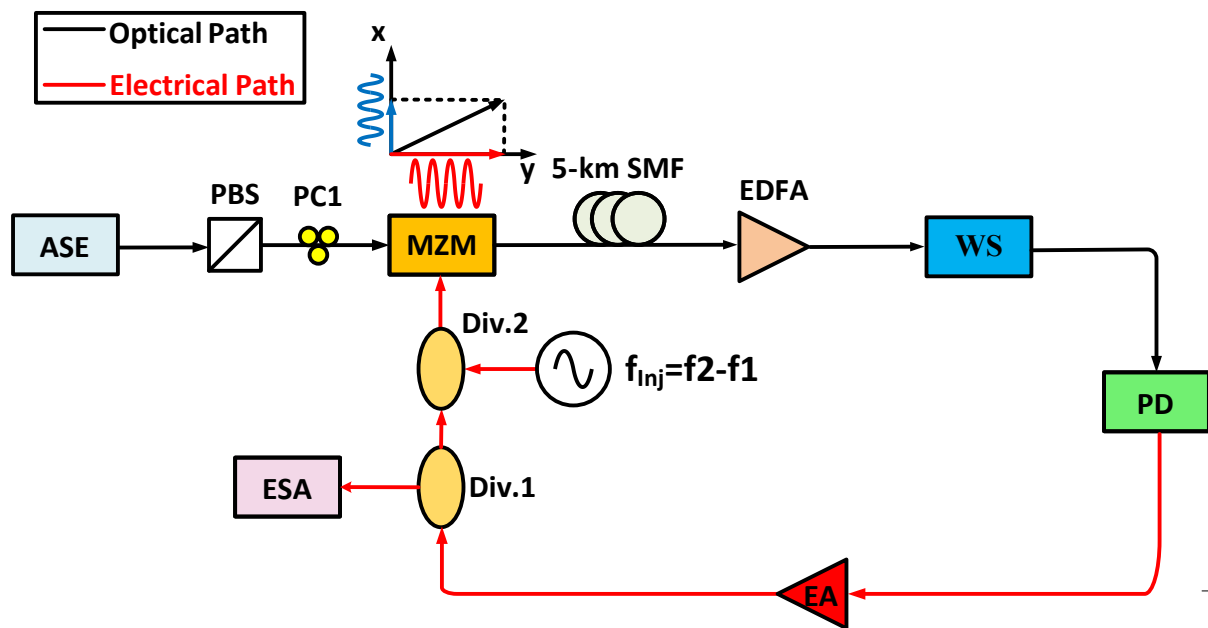 Optical Path
Electrical Path
x
y
5-km SMF
EDFA
PBS
PC1
ASE
MZM
WS
Div.2
f_Inj=f2-f1
PD
ESA
Div.1
EA